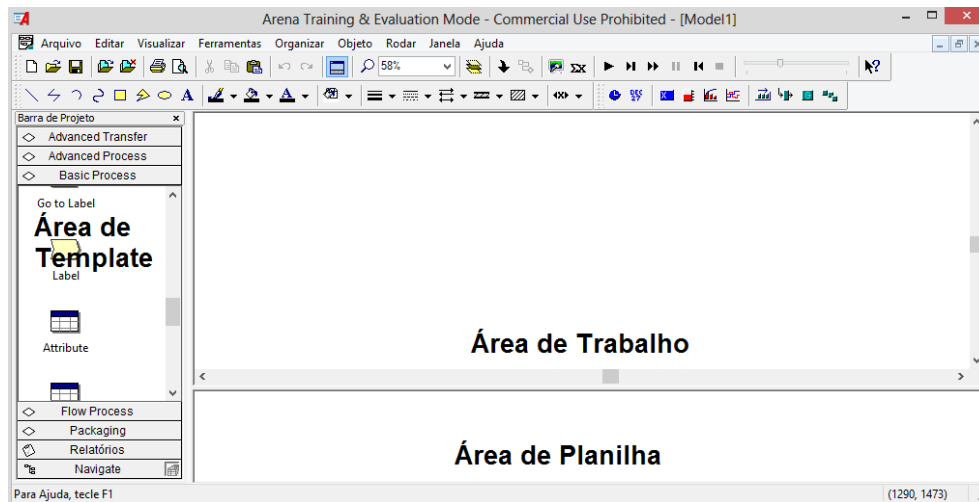 Arena Training & Evaluation Mode - Commercial Use Prohibited - [Model1]
Arquivo Editar Visualizar Ferramentas Organizar Objeto Rodar Janela Ajuda
58%
Barra de Projeto
Advanced Transfer
Advanced Process
Basic Process
Go to Label
Área de
Template
Label
Attribute
Flow Process
Packaging
Relatórios
Navigate
Área de Trabalho
Área de Planilha
Para Ajuda, tecle F1
(1290, 1473)